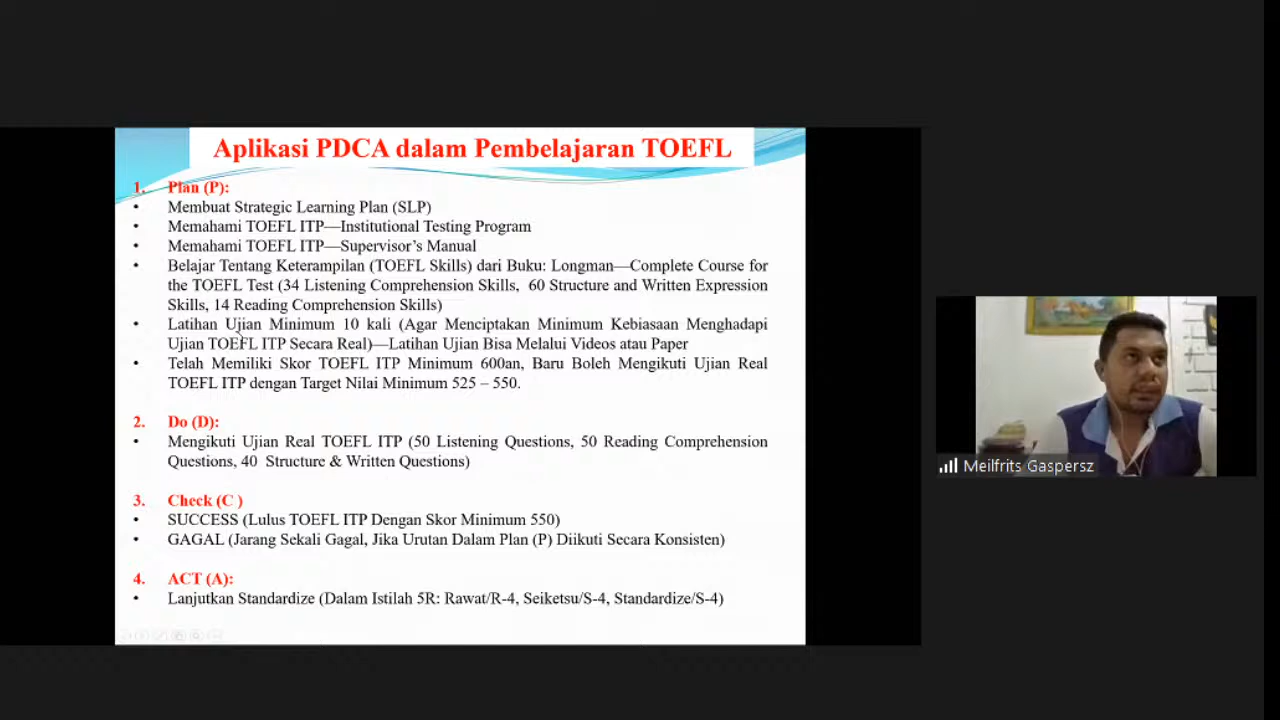 Aplikasi PDCA dalam Pembelajaran TOEFL
1. Plan (P):
• Membuat Strategic Learning Plan (SLP)
• Memahami TOEFL ITP—Institutional Testing Program
• Memahami TOEFL ITP—Supervisor's Manual
• Belajar Tentang Keterampilan (TOEFL Skills) dari Buku: Longman—Complete Course for
the TOEFL Test (34 Listening Comprehension Skills, 60 Structure and Written Expression
Skills, 14 Reading Comprehension Skills)
• Latihan Ujian Minimum 10 kali (Agar Menciptakan Minimum Kebiasaan Menghadapi
Ujian TOEFL ITP Secara Real)—Latihan Ujian Bisa Melalui Videos atau Paper
• Telah Memiliki Skor TOEFL ITP Minimum 600an, Baru Boleh Mengikuti Ujian Real
TOEFL ITP dengan Target Nilai Minimum 525 – 550.
2. Do (D):
• Mengikuti Ujian Real TOEFL ITP (50 Listening Questions, 50 Reading Comprehension
Questions, 40 Structure & Written Questions)
3. Check (C )
• SUCCESS (Lulus TOEFL ITP Dengan Skor Minimum 550)
• GAGAL (Jarang Sekali Gagal, Jika Urutan Dalam Plan (P) Diikuti Secara Konsisten)
4. ACT (A):
• Lanjutkan Standardize (Dalam Istilah 5R: Rawat/R-4, Seiketsu/S-4, Standardize/S-4)
Meilfrits Gaspersz